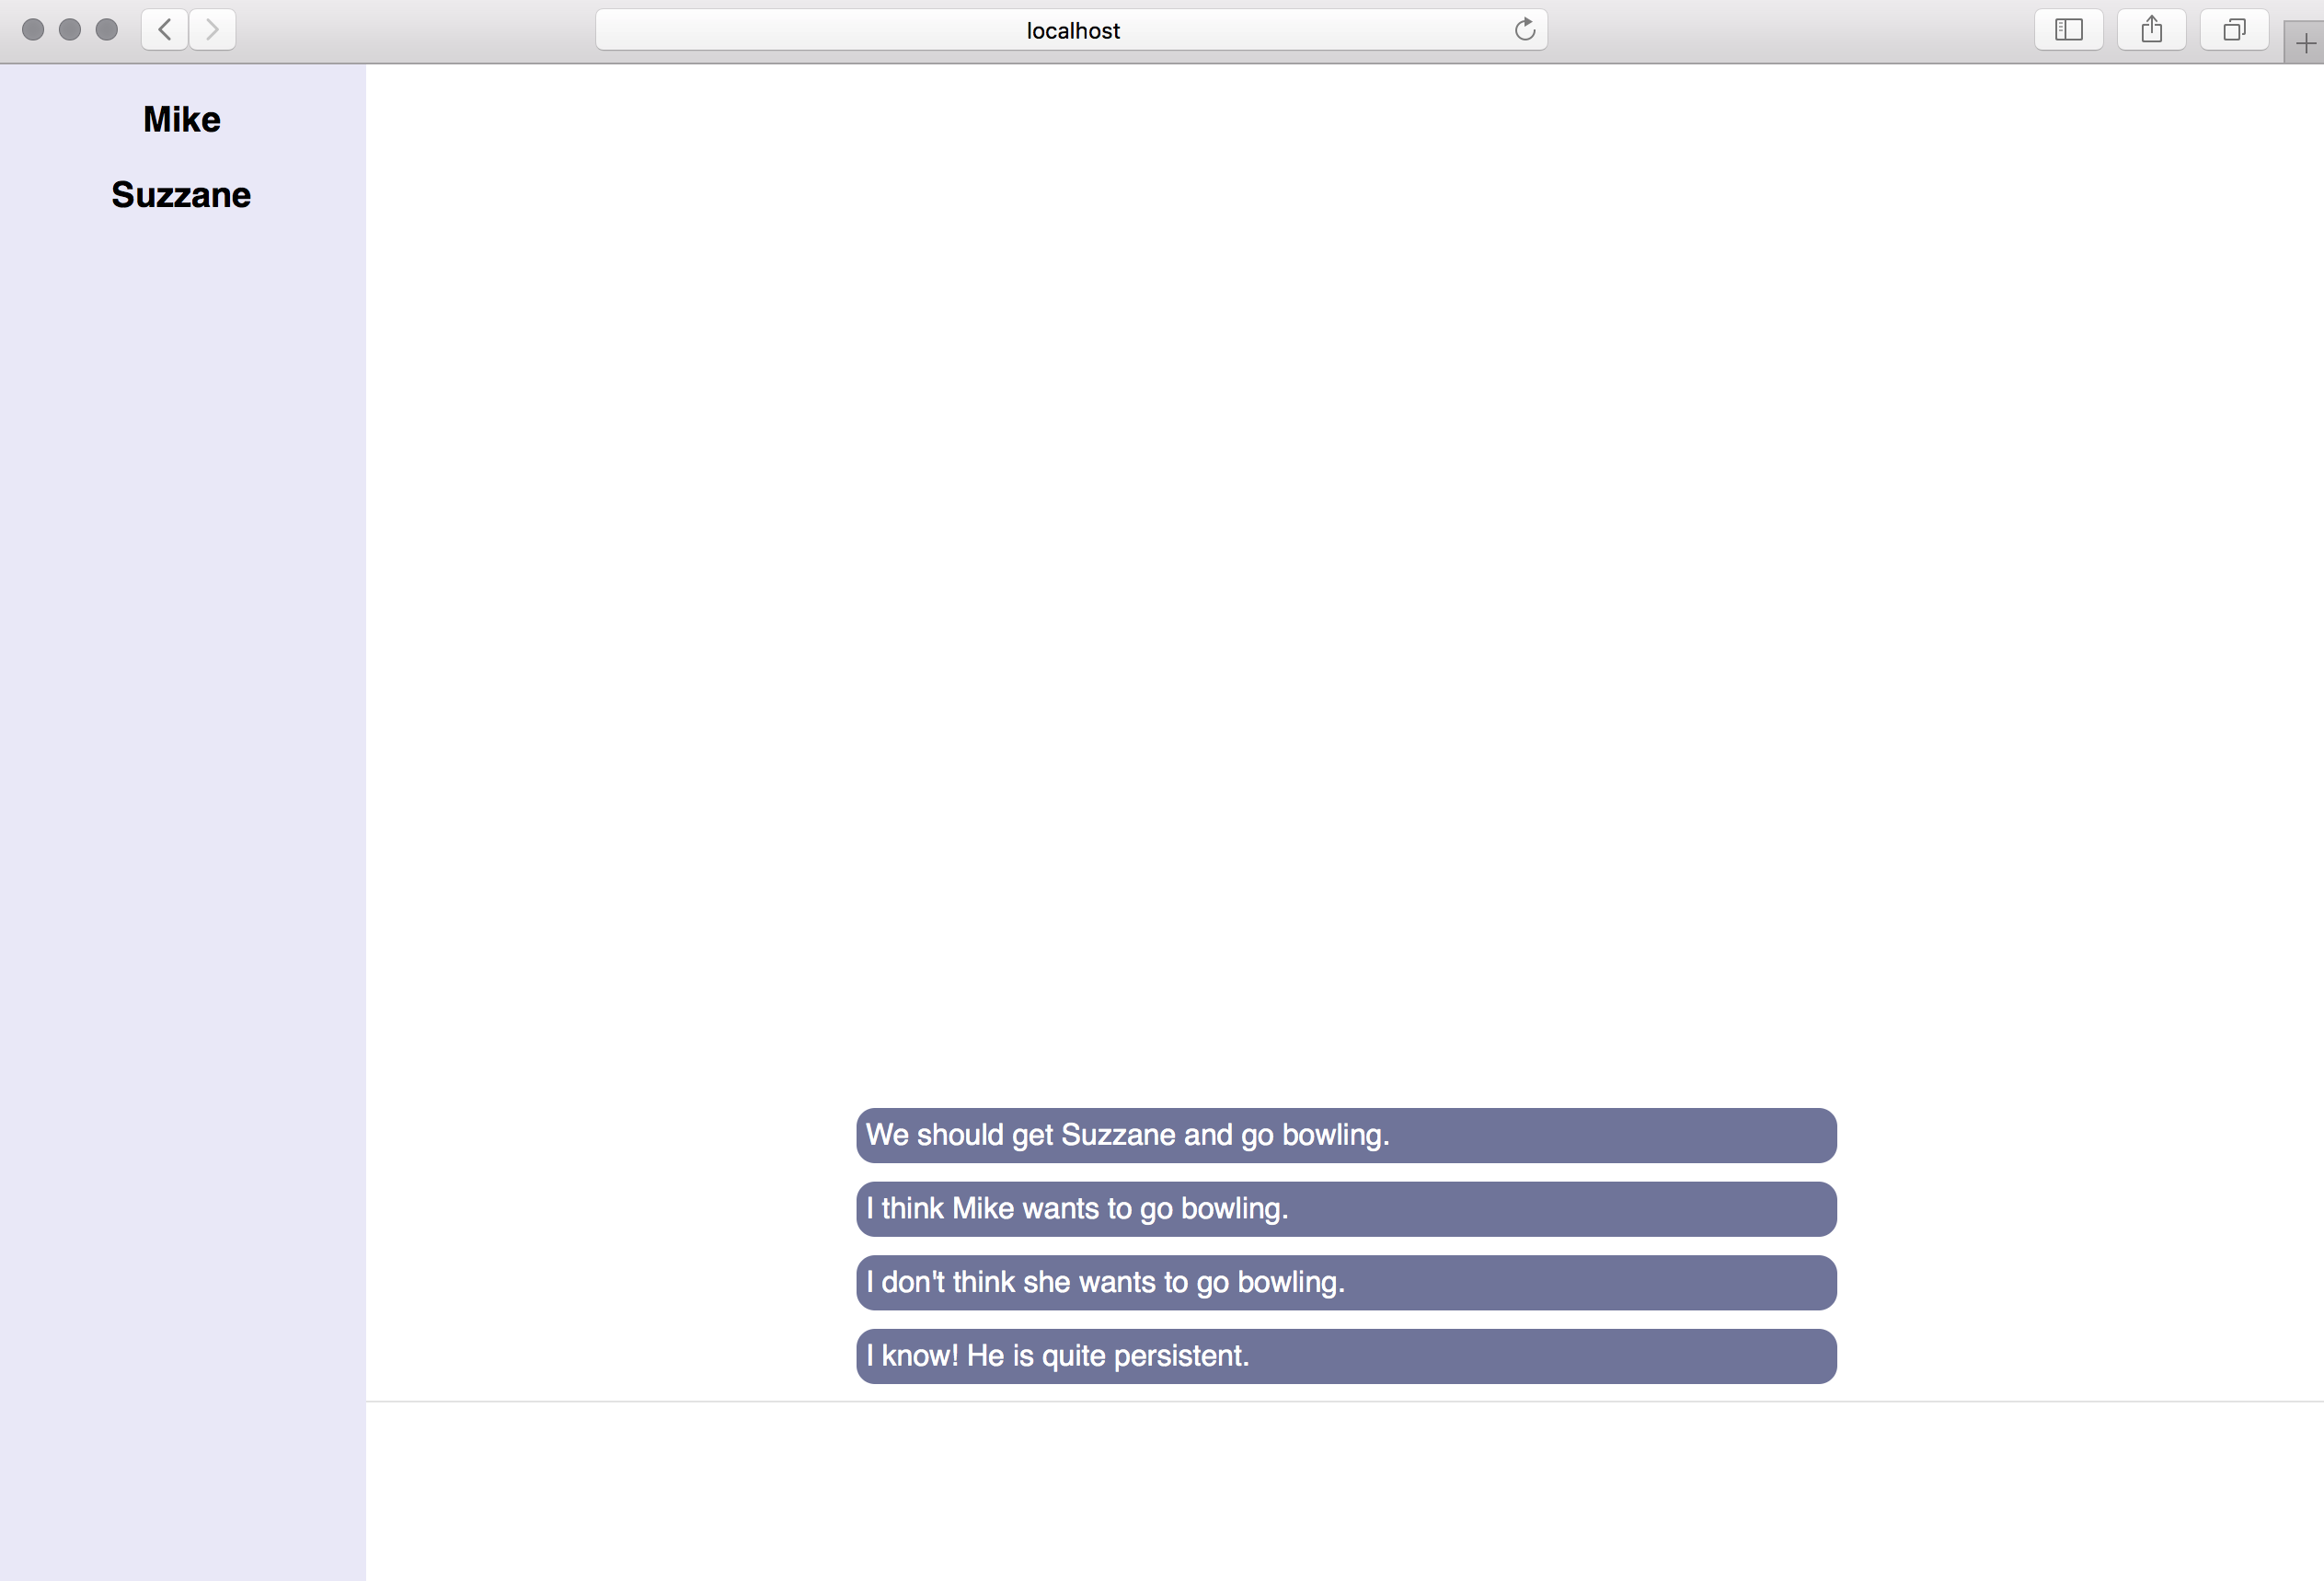 localhost
Mike
Suzzane
We should get Suzzane and go bowling.
I think Mike wants to go bowling.
I don't think she wants to go bowling.
I know! He is quite persistent.